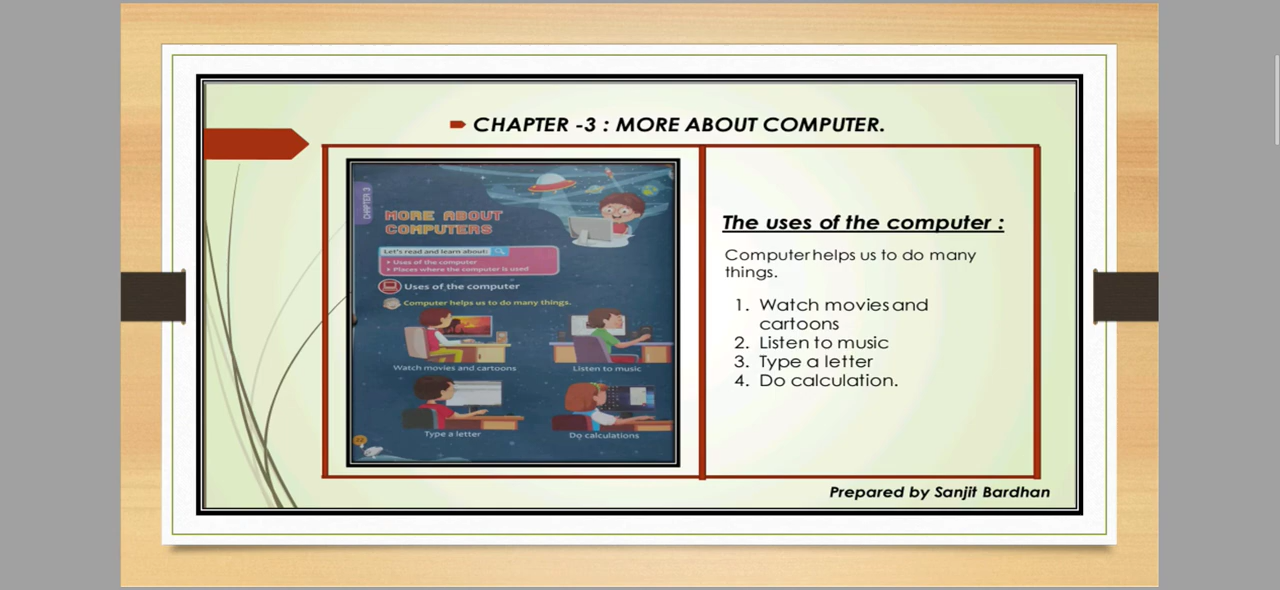 CHAPTER -3 : MORE ABOUT COMPUTER.
CHAPTER 3
MORE ABOUT
COMPUTERS
Let's read and learn about:
Uses of the computer
Places where the computer is used
Uses of the computer
Computer helps us to do many things.
Watch movies and cartoons
Listen to music
Type a letter
Do calculations
72
The uses of the computer :
Computer helps us to do many
things.
1. Watch movies and
cartoons
2. Listen to music
3. Type a letter
4. Do calculation.
Prepared by Sanjit Bardhan